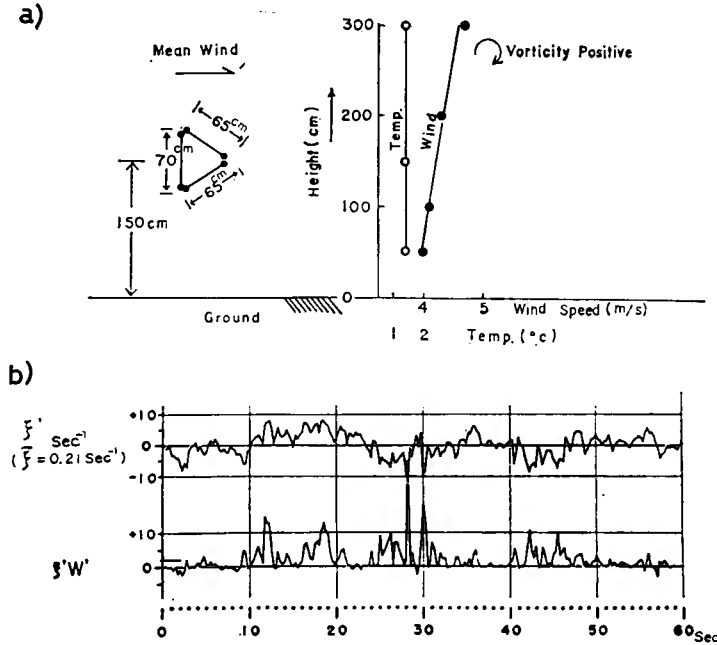 a)
Mean Wind
65cm
70cm
65cm
150cm
Ground
Height (cm)
300
200
100
0
Temp.
Wind
Vorticity Positive
4 5 Wind Speed (m/s)
1 2 Temp. (°c)
b)
ξ' Sec⁻¹
(ξ̄ = 0.21 Sec⁻¹)
+10
0
-10
ξ'W'
+10
0
0 10 20 30 40 50 60 Sec